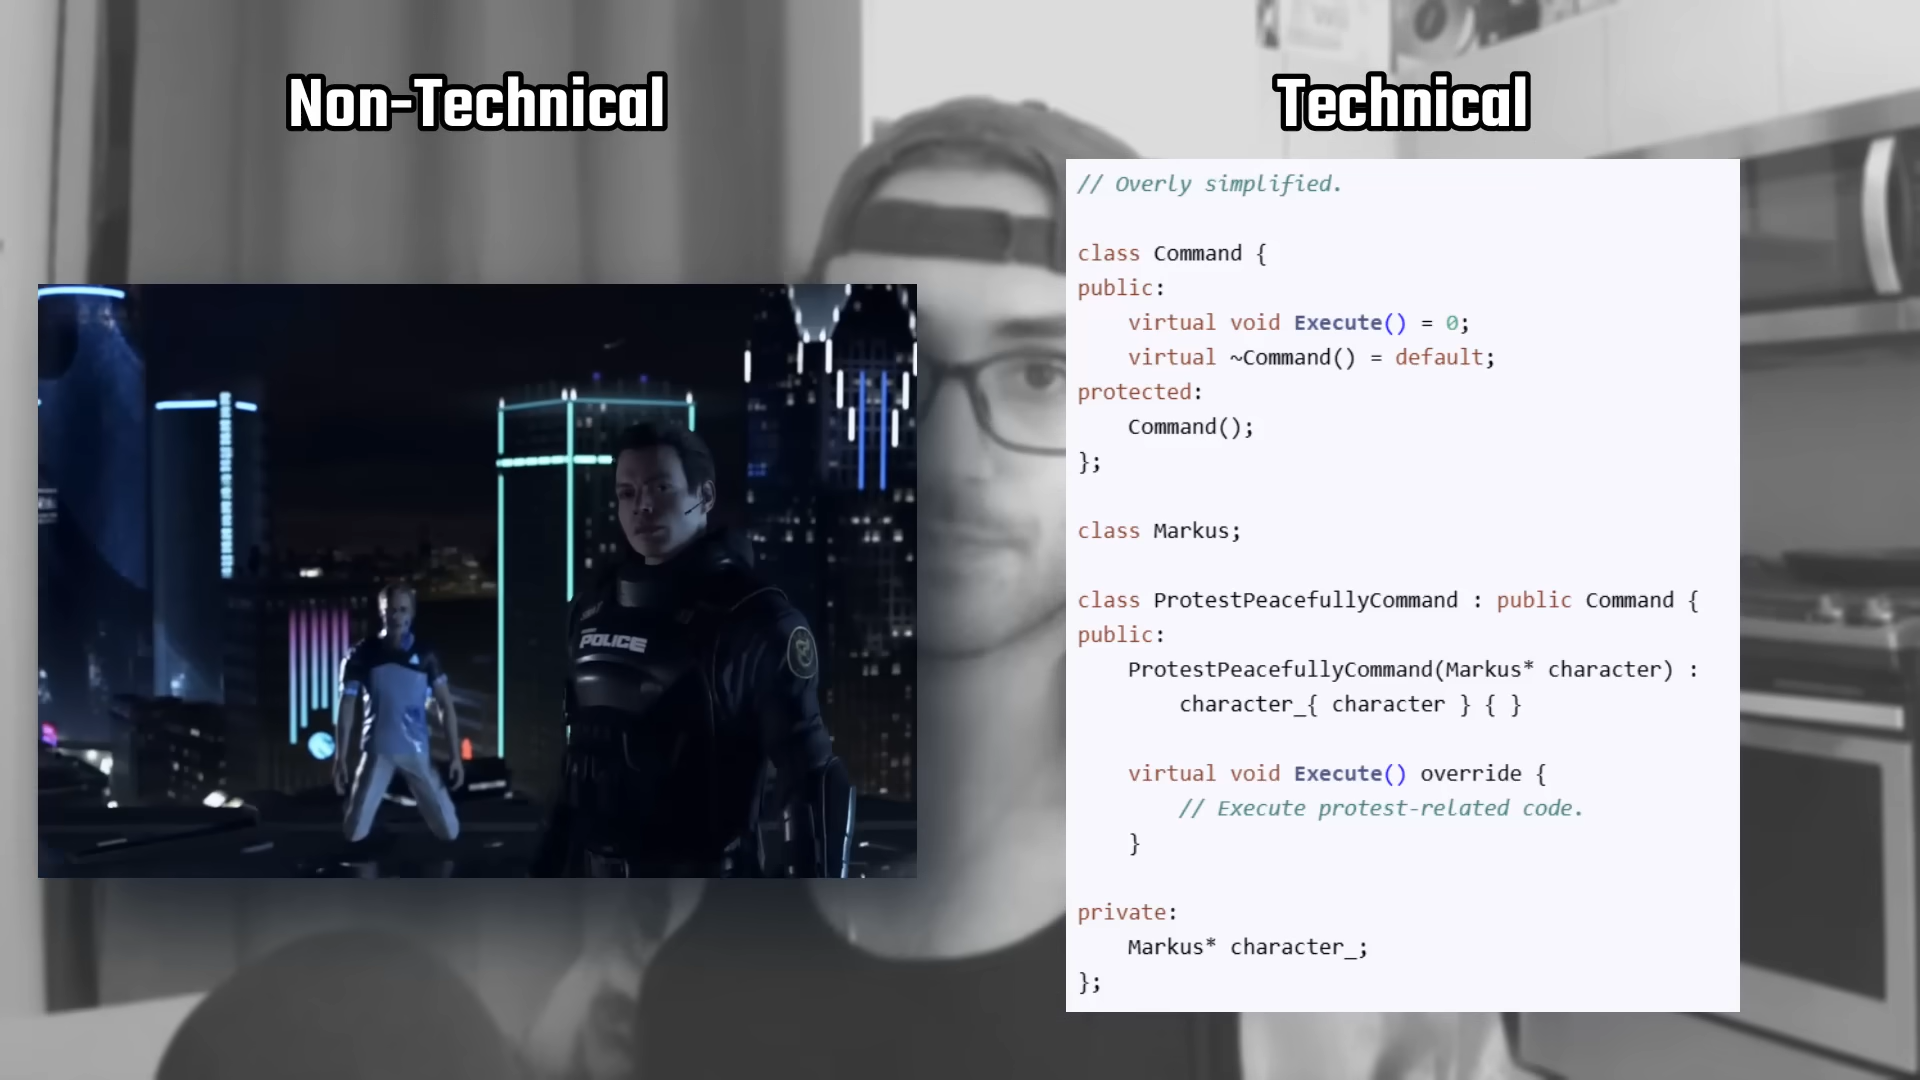 Non-Technical
Technical
// Overly simplified.
class Command {
public:
    virtual void Execute() = 0;
    virtual ~Command() = default;
protected:
    Command();
};
class Markus;
class ProtestPeacefullyCommand : public Command {
public:
    ProtestPeacefullyCommand(Markus* character) :
        character_{ character } { }
    virtual void Execute() override {
        // Execute protest-related code.
    }
private:
    Markus* character_;
};
POLICE